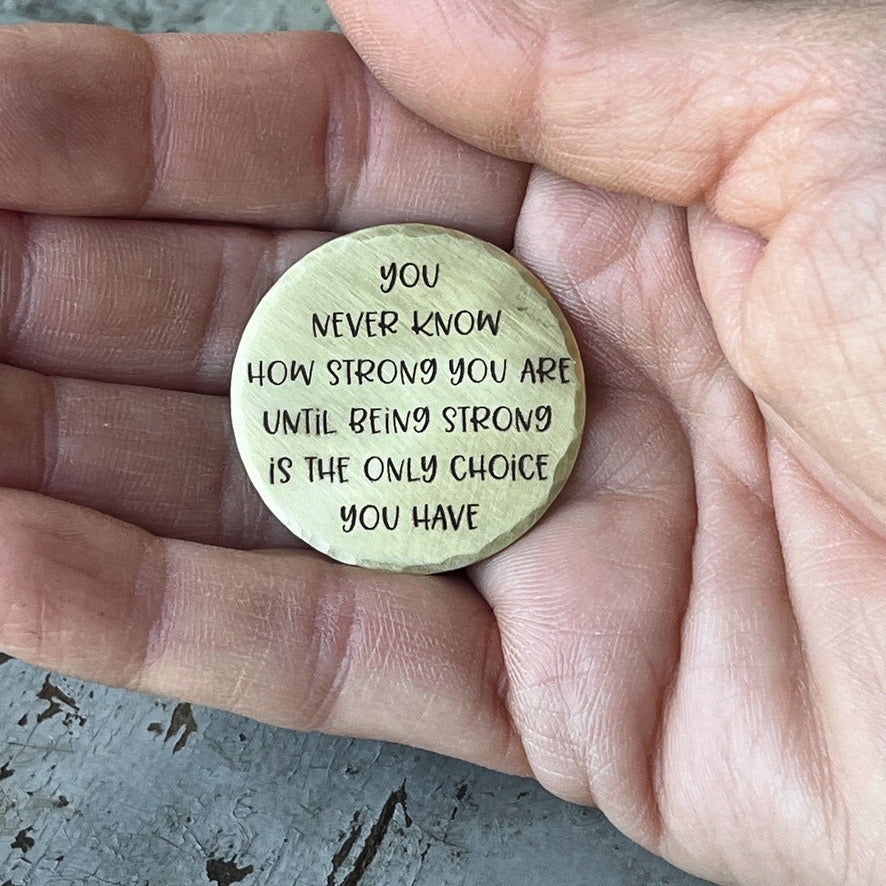 YOU
NEVER KNOW
HOW STRONG YOU ARE
UNTiL BEiNG STRONG
iS THE ONLY CHOiCE
YOU HAVE